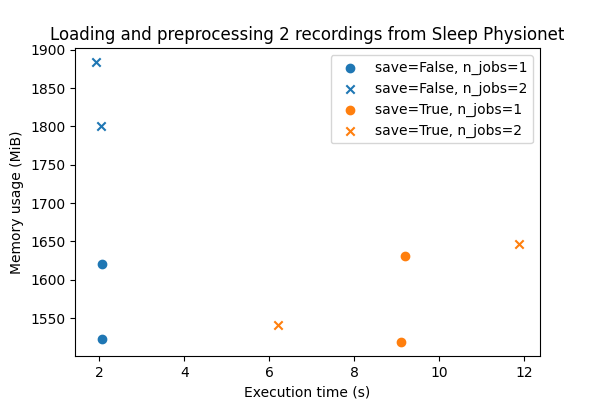 Loading and preprocessing 2 recordings from Sleep Physionet
save=False, n_jobs=1
save=False, n_jobs=2
save=True, n_jobs=1
save=True, n_jobs=2
Memory usage (MiB)
1900
1850
1800
1750
1700
1650
1600
1550
2 4 6 8 10 12
Execution time (s)